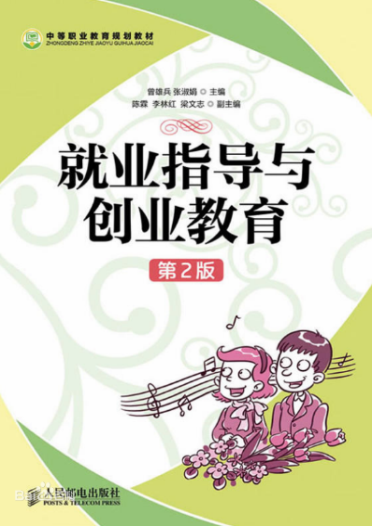 中等职业教育规划教材
ZHONGDENG ZHIYE JIAOYU GUIHUA JIAOCAI
曾雄兵 张淑娟 ◎ 主编
陈霖 李林红 梁文志 ◎ 副主编
就业指导与
创业教育
第2版
人民邮电出版社
POSTS & TELECOM PRESS